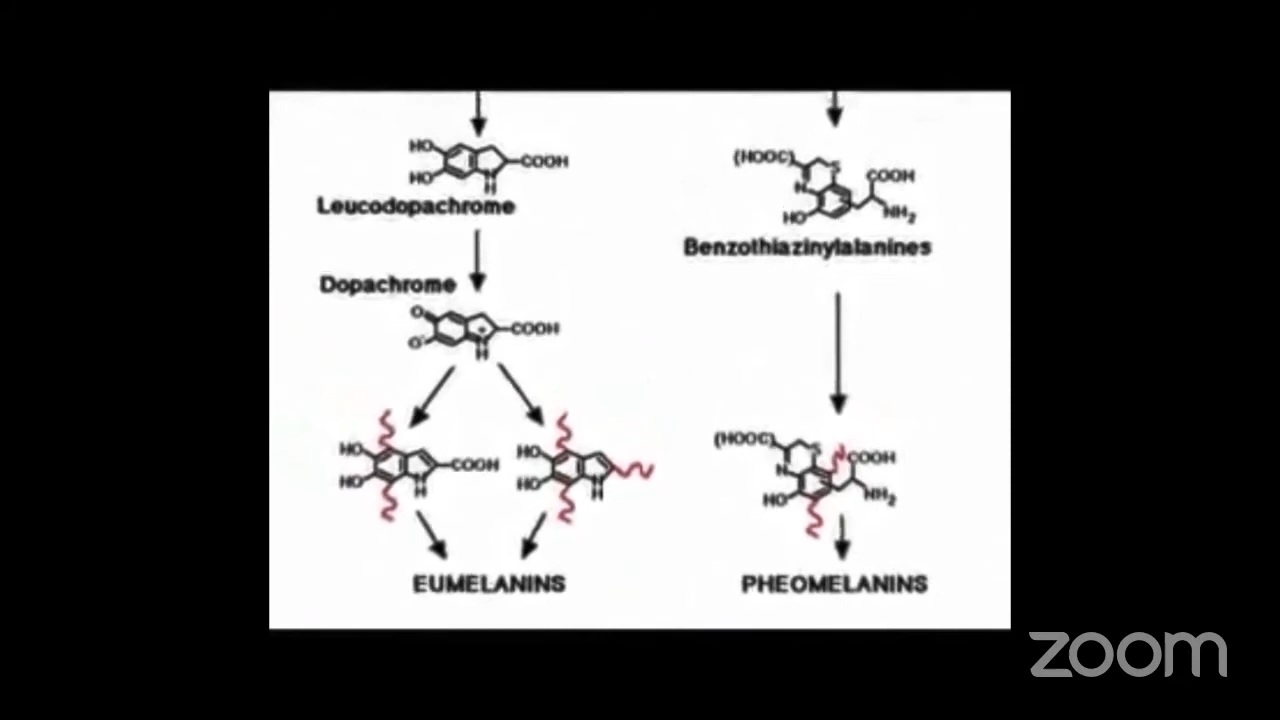 HO
HO
N
H
COOH
Leucodopachrome
Dopachrome
O
O-
+
N
H
COOH
HO
HO
N
H
COOH
HO
HO
N
H
EUMELANINS
(HOOC)
S
N
HO
COOH
NH2
Benzothiazinylalanines
(HOOC)
S
N
HO
COOH
NH2
PHEOMELANINS
zoom